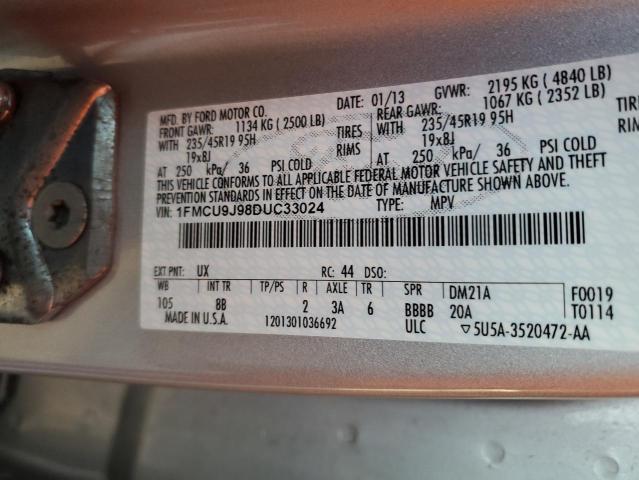 MFD. BY FORD MOTOR CO.
DATE: 01/13 GVWR: 2195 KG ( 4840 LB)
FRONT GAWR: 1134 KG ( 2500 LB) REAR GAWR: 1067 KG ( 2352 LB)
WITH 235/45R19 95H TIRES WITH 235/45R19 95H TIRES
19x8J RIMS 19x8J RIMS
AT 250 kPa/ 36 PSI COLD AT 250 kPa/ 36 PSI COLD
THIS VEHICLE CONFORMS TO ALL APPLICABLE FEDERAL MOTOR VEHICLE SAFETY AND THEFT
PREVENTION STANDARDS IN EFFECT ON THE DATE OF MANUFACTURE SHOWN ABOVE.
VIN: 1FMCU9J98DUC33024 TYPE: MPV
EXT PNT: UX RC: 44 DSO:
WB INT TR TP/PS R AXLE TR SPR DM21A F0019
105 8B 2 3A 6 BBBB 20A T0114
MADE IN U.S.A. 1201301036692 ULC ▽5U5A-3520472-AA